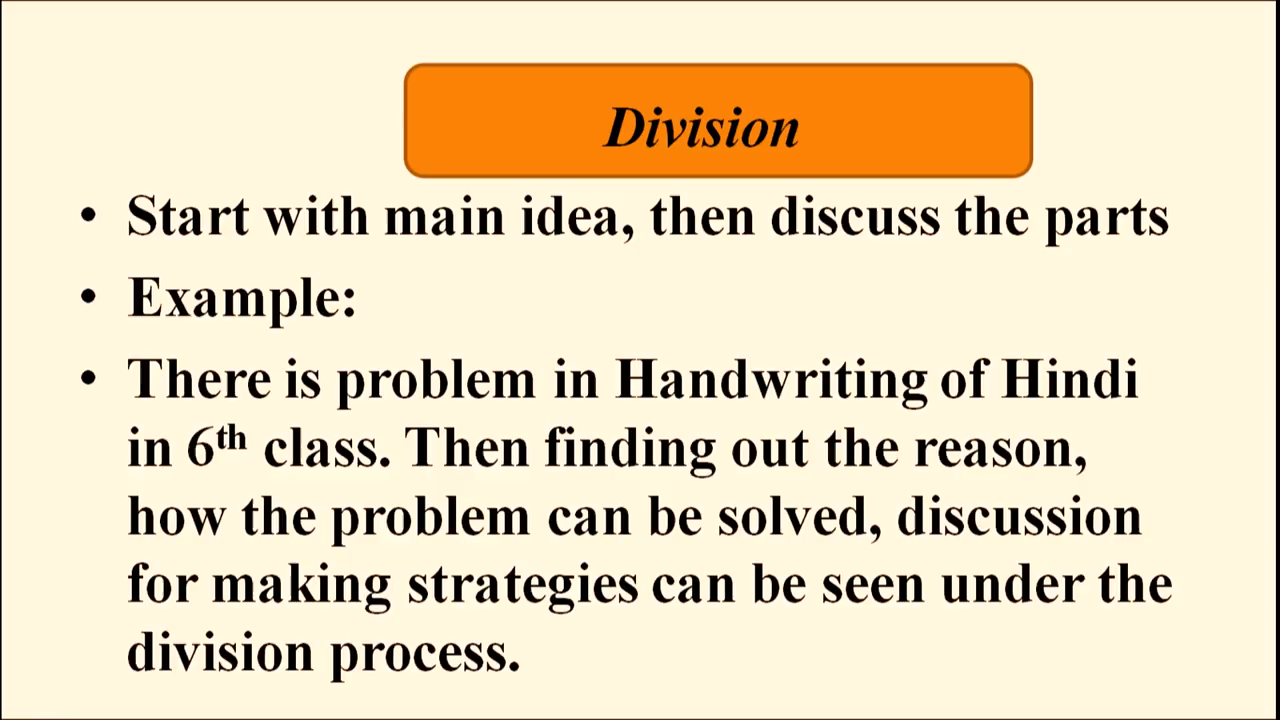 Division
• Start with main idea, then discuss the parts
• Example:
• There is problem in Handwriting of Hindi
in 6th class. Then finding out the reason,
how the problem can be solved, discussion
for making strategies can be seen under the
division process.